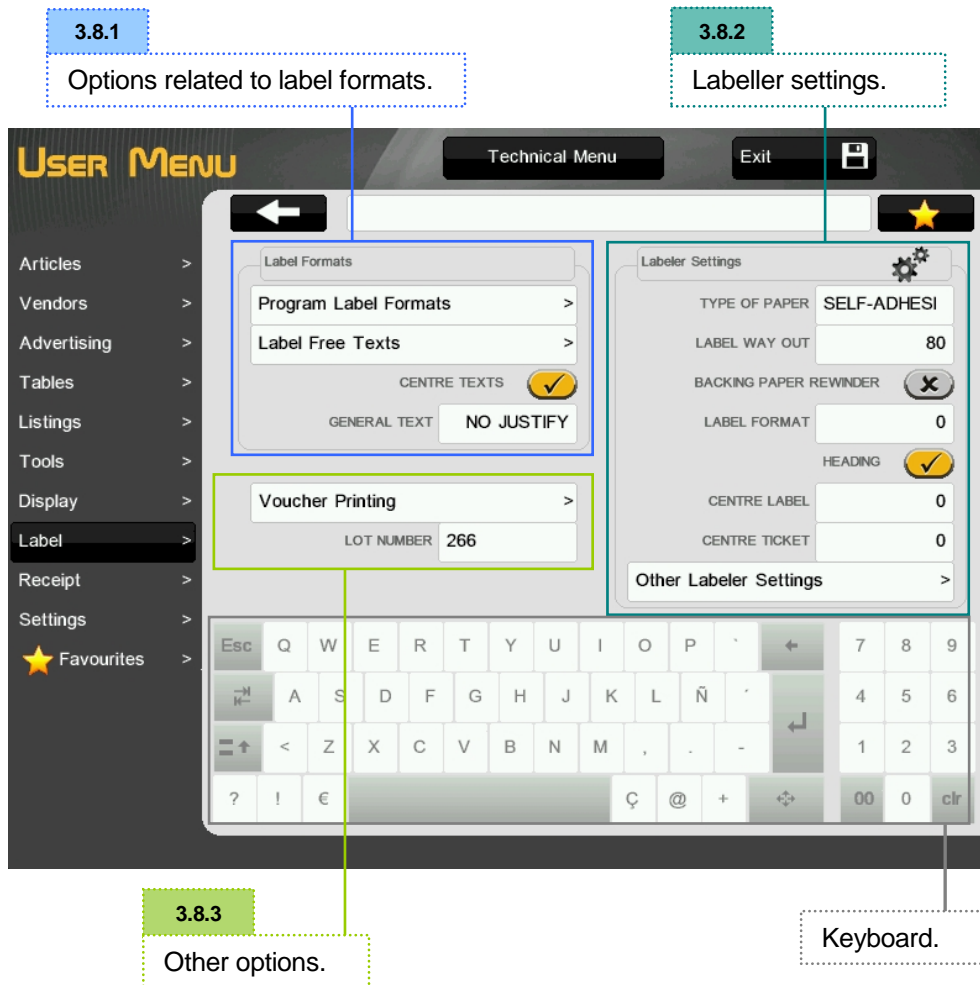 3.8.1
Options related to label formats.
3.8.2
Labeller settings.
USER MENU
Technical Menu
Exit
Articles >
Vendors >
Advertising >
Tables >
Listings >
Tools >
Display >
Label >
Receipt >
Settings >
Favourites >
Label Formats
Program Label Formats >
Label Free Texts >
CENTRE TEXTS
GENERAL TEXT NO JUSTIFY
Voucher Printing >
LOT NUMBER 266
Labeler Settings
TYPE OF PAPER SELF-ADHESI
LABEL WAY OUT 80
BACKING PAPER REWINDER
LABEL FORMAT 0
HEADING
CENTRE LABEL 0
CENTRE TICKET 0
Other Labeler Settings >
Esc Q W E R T Y U I O P ` 7 8 9
A S D F G H J K L Ñ ´ 4 5 6
< Z X C V B N M , . - 1 2 3
? ! € Ç @ + 00 0 clr
3.8.3
Other options.
Keyboard.